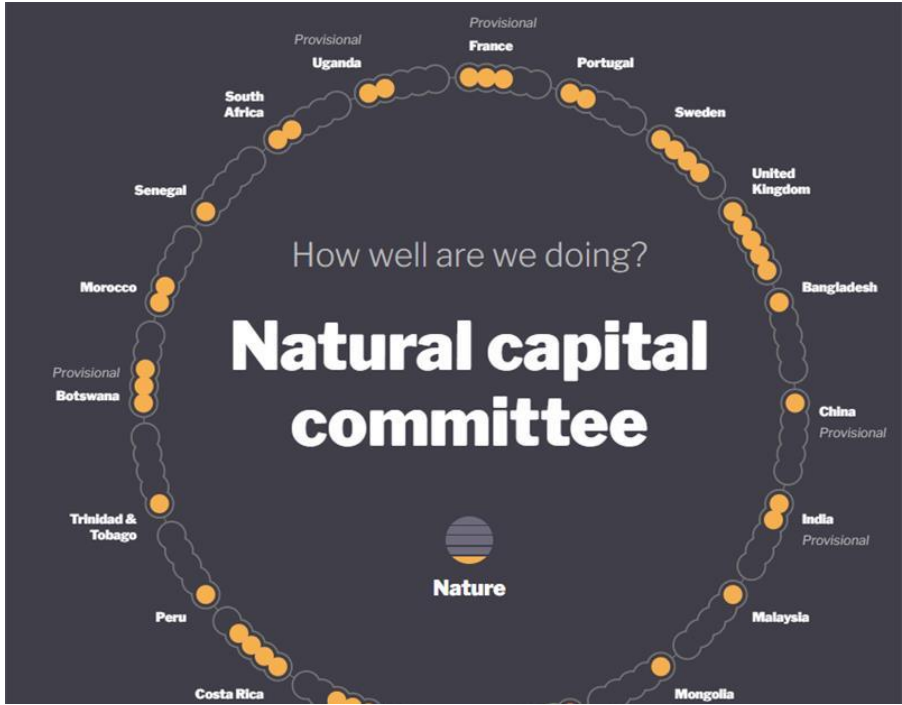 Provisional
France
Provisional
Uganda
Portugal
South
Africa
Sweden
United
Kingdom
Senegal
How well are we doing?
Morocco
Bangladesh
Natural capital
committee
Provisional
Botswana
China
Provisional
Trinidad &
Tobago
India
Provisional
Nature
Peru
Malaysia
Costa Rica
Mongolia